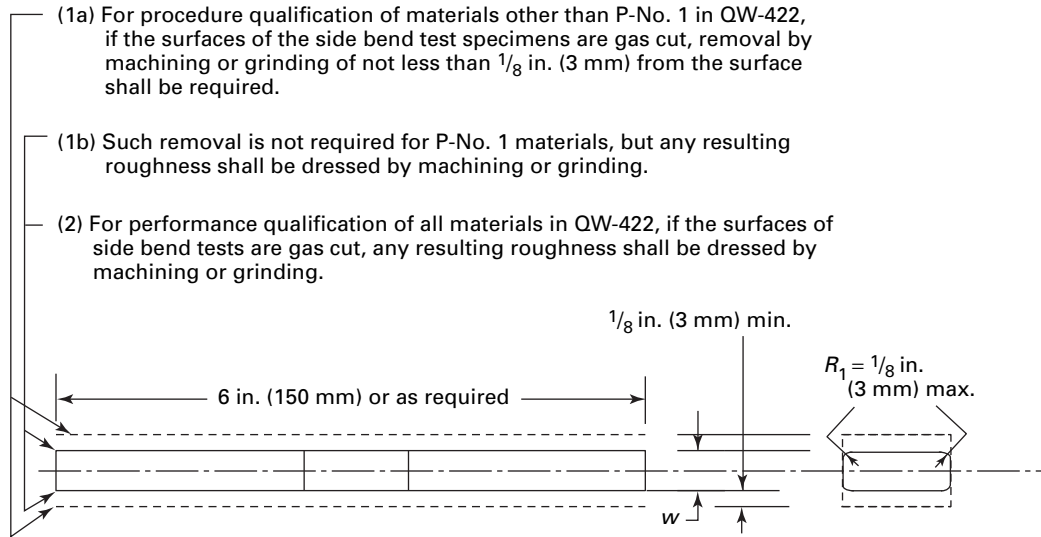 (1a) For procedure qualification of materials other than P-No. 1 in QW-422,
if the surfaces of the side bend test specimens are gas cut, removal by
machining or grinding of not less than 1/8 in. (3 mm) from the surface
shall be required.
(1b) Such removal is not required for P-No. 1 materials, but any resulting
roughness shall be dressed by machining or grinding.
(2) For performance qualification of all materials in QW-422, if the surfaces of
side bend tests are gas cut, any resulting roughness shall be dressed by
machining or grinding.
1/8 in. (3 mm) min.
R1 = 1/8 in.
(3 mm) max.
6 in. (150 mm) or as required
w